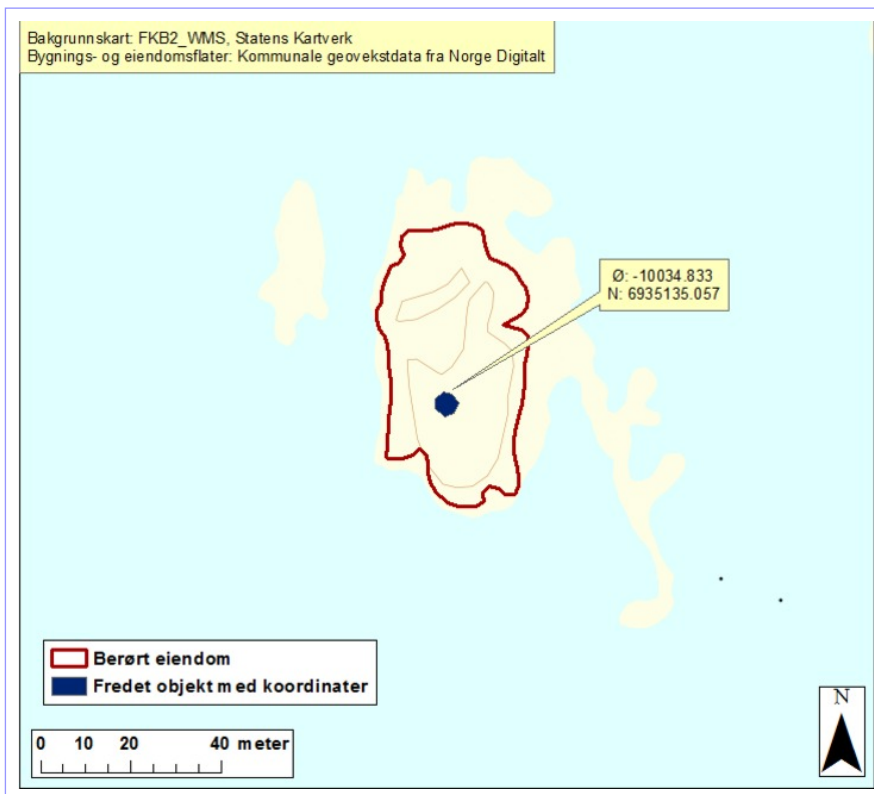 Bakgrunnskart: FKB2_WMS, Statens Kartverk
Bygnings- og eiendomsflater: Kommunale geovekstdata fra Norge Digitalt
Ø: -10034.833
N: 6935135.057
Berørt eiendom
Fredet objekt med koordinater
0 10 20 40 meter
N